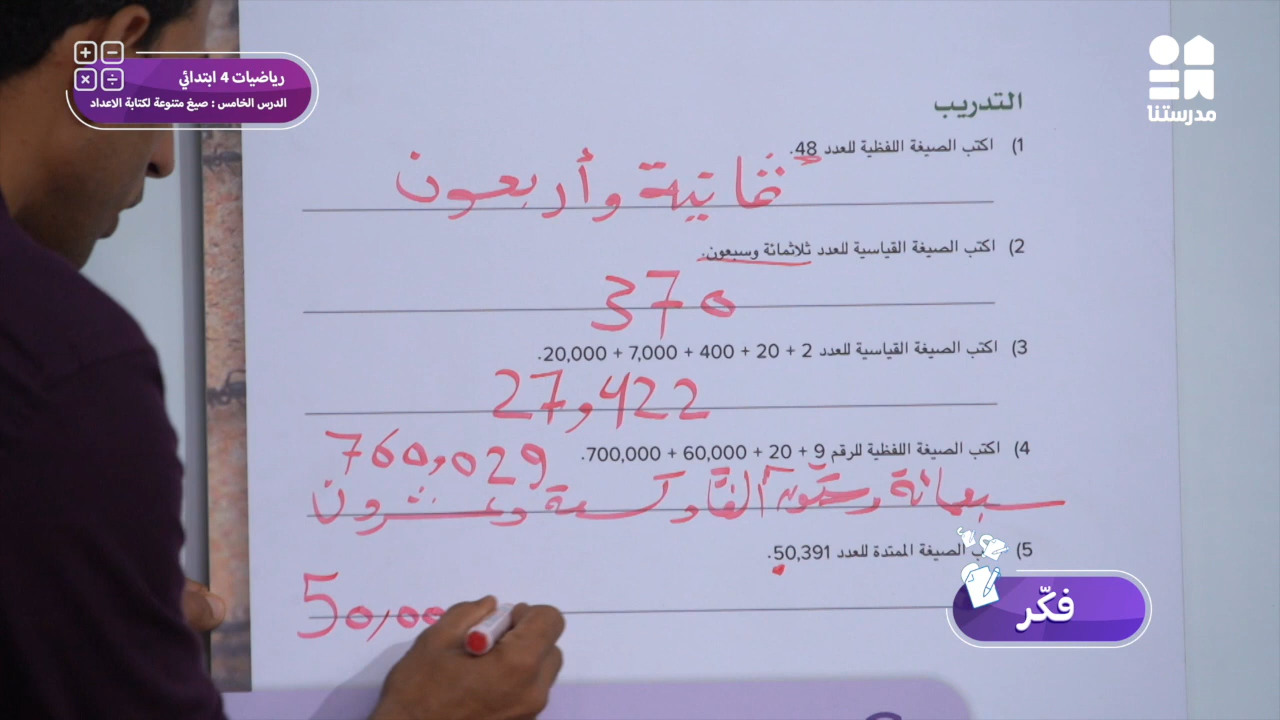 رياضيات 4 ابتدائي
الدرس الخامس : صيغ متنوعة لكتابة الاعداد
مدرستنا
التدريب
1) اكتب الصيغة اللفظية للعدد 48.
ثمانية وأربعون
2) اكتب الصيغة القياسية للعدد ثلاثمائة وسبعون.
370
3) اكتب الصيغة القياسية للعدد 2 + 20 + 400 + 7,000 + 20,000.
27,422
4) اكتب الصيغة اللفظية للرقم 9 + 20 + 60,000 + 700,000.
760,029
سبعمائة وستون ألفًا وتسعة وعشرون
5) الصيغة الممتدة للعدد 50,391.
50,00
فكّر